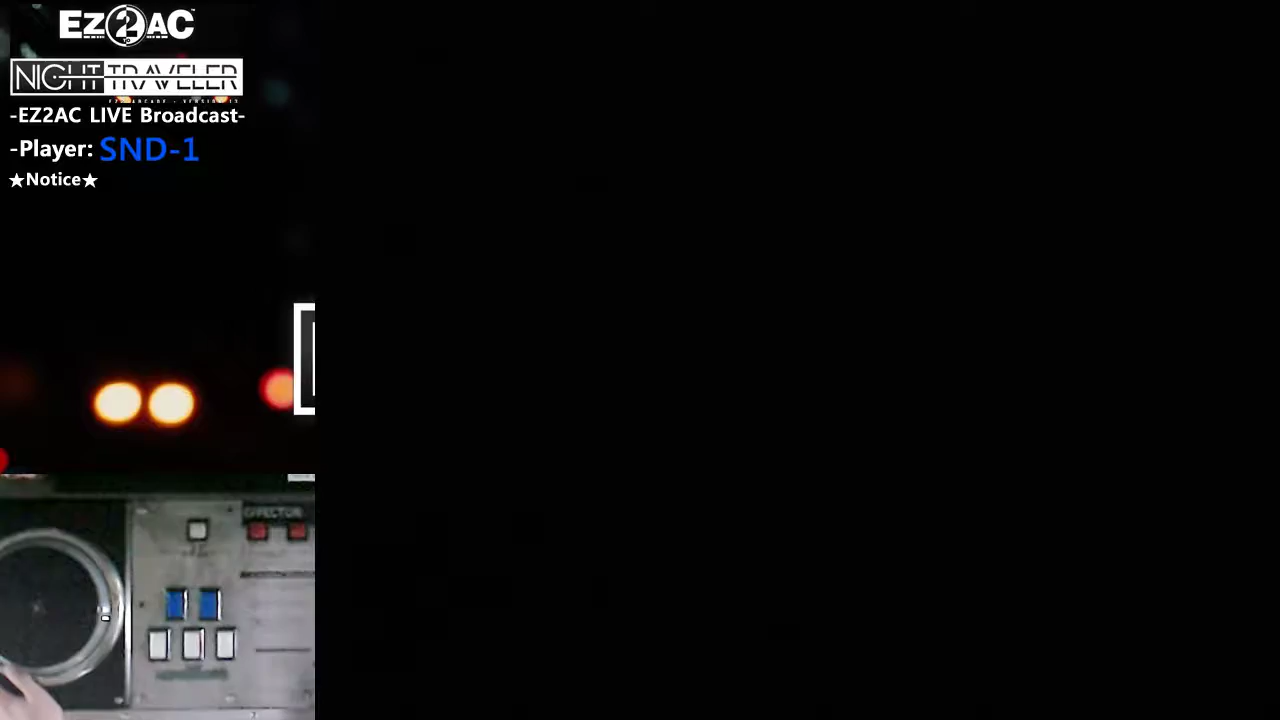 EZ2AC
NIGHT TRAVELER
-EZ2AC LIVE Broadcast-
-Player: SND-1
★Notice★
EFFECTOR